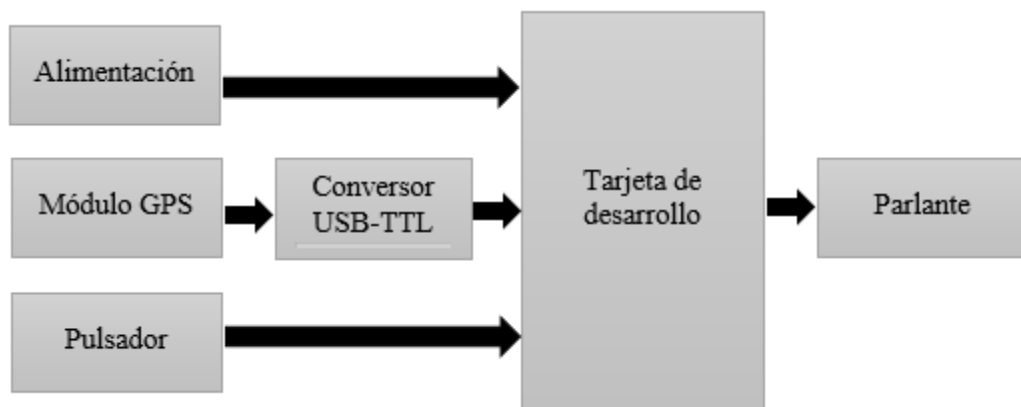 Alimentación
Módulo GPS
Conversor
USB-TTL
Pulsador
Tarjeta de
desarrollo
Parlante